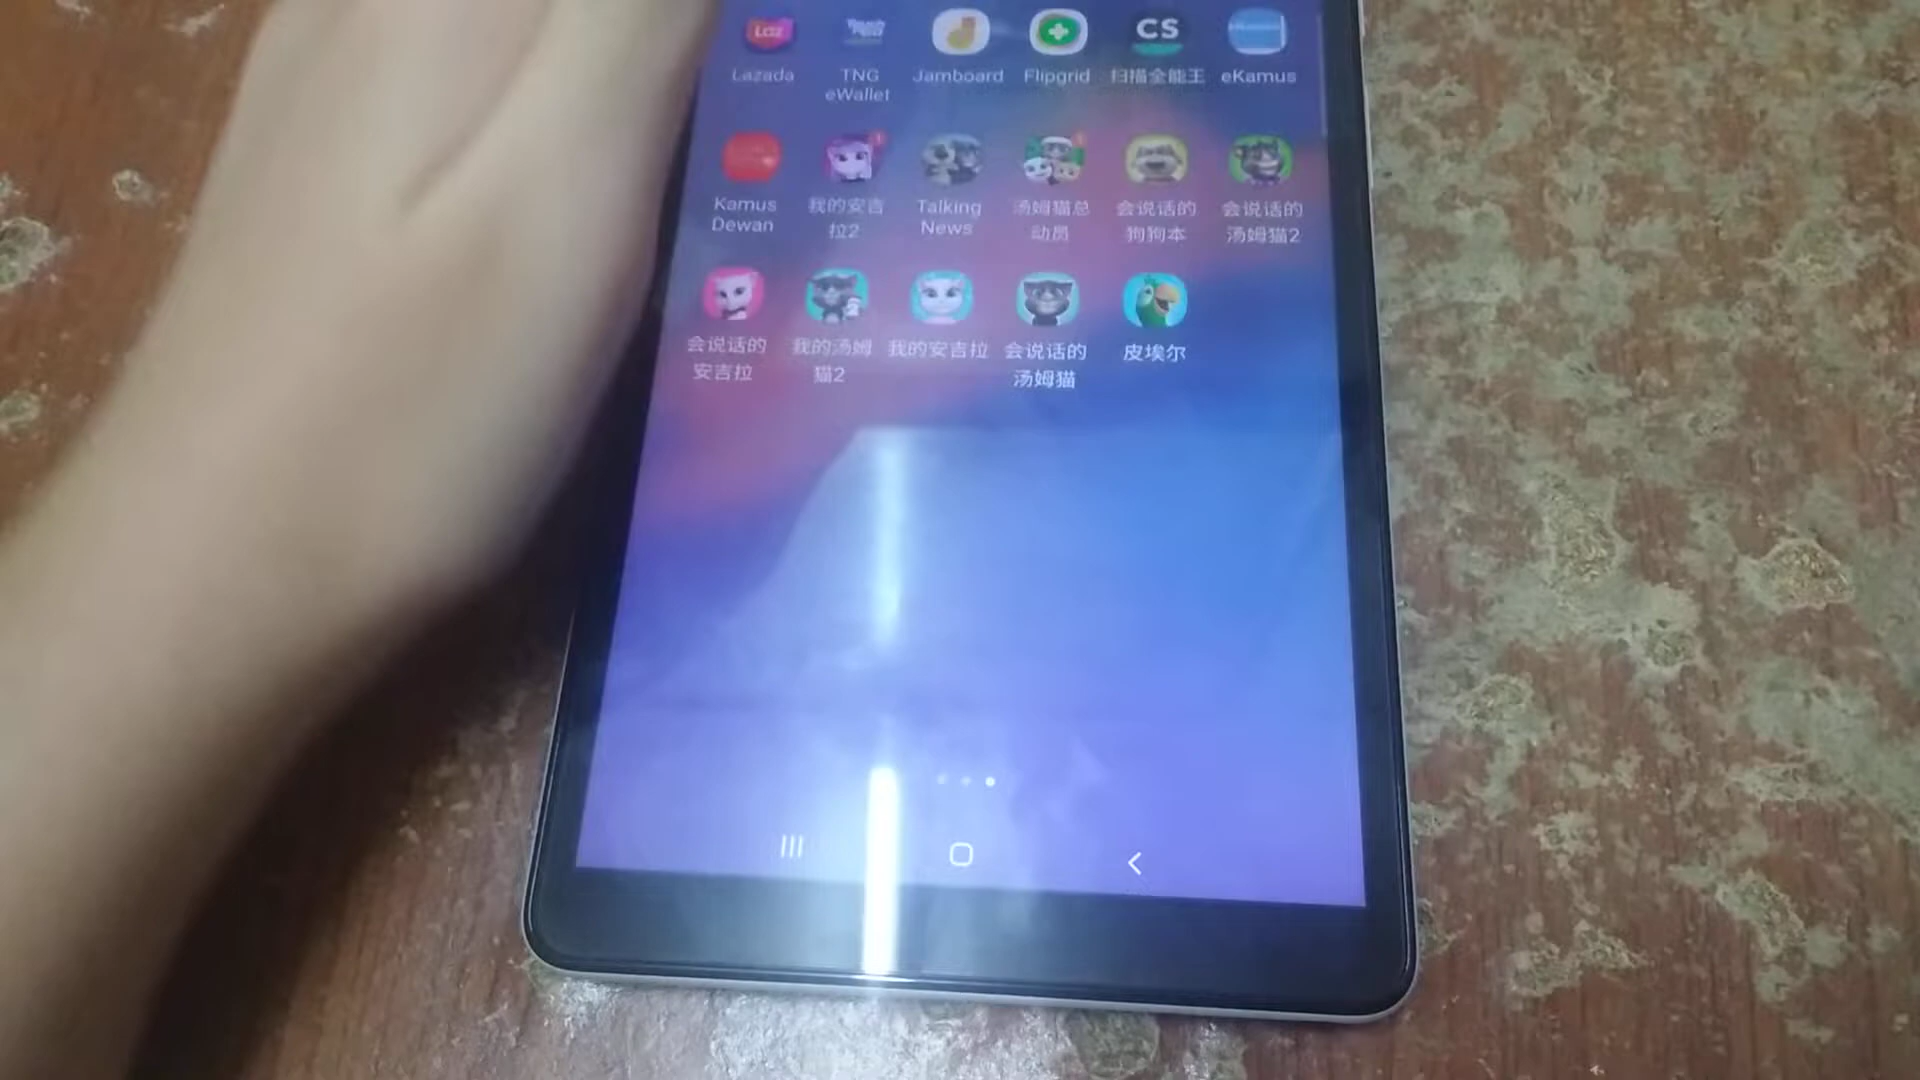 Laz
CS
Lazada
TNG
eWallet
Jamboard
Flipgrid
扫描全能王
eKamus
Kamus
Dewan
我的安吉
拉2
Talking
News
汤姆猫总
动员
会说话的
狗狗本
会说话的
汤姆猫2
会说话的
安吉拉
我的汤姆
猫2
我的安吉拉
会说话的
汤姆猫
皮埃尔